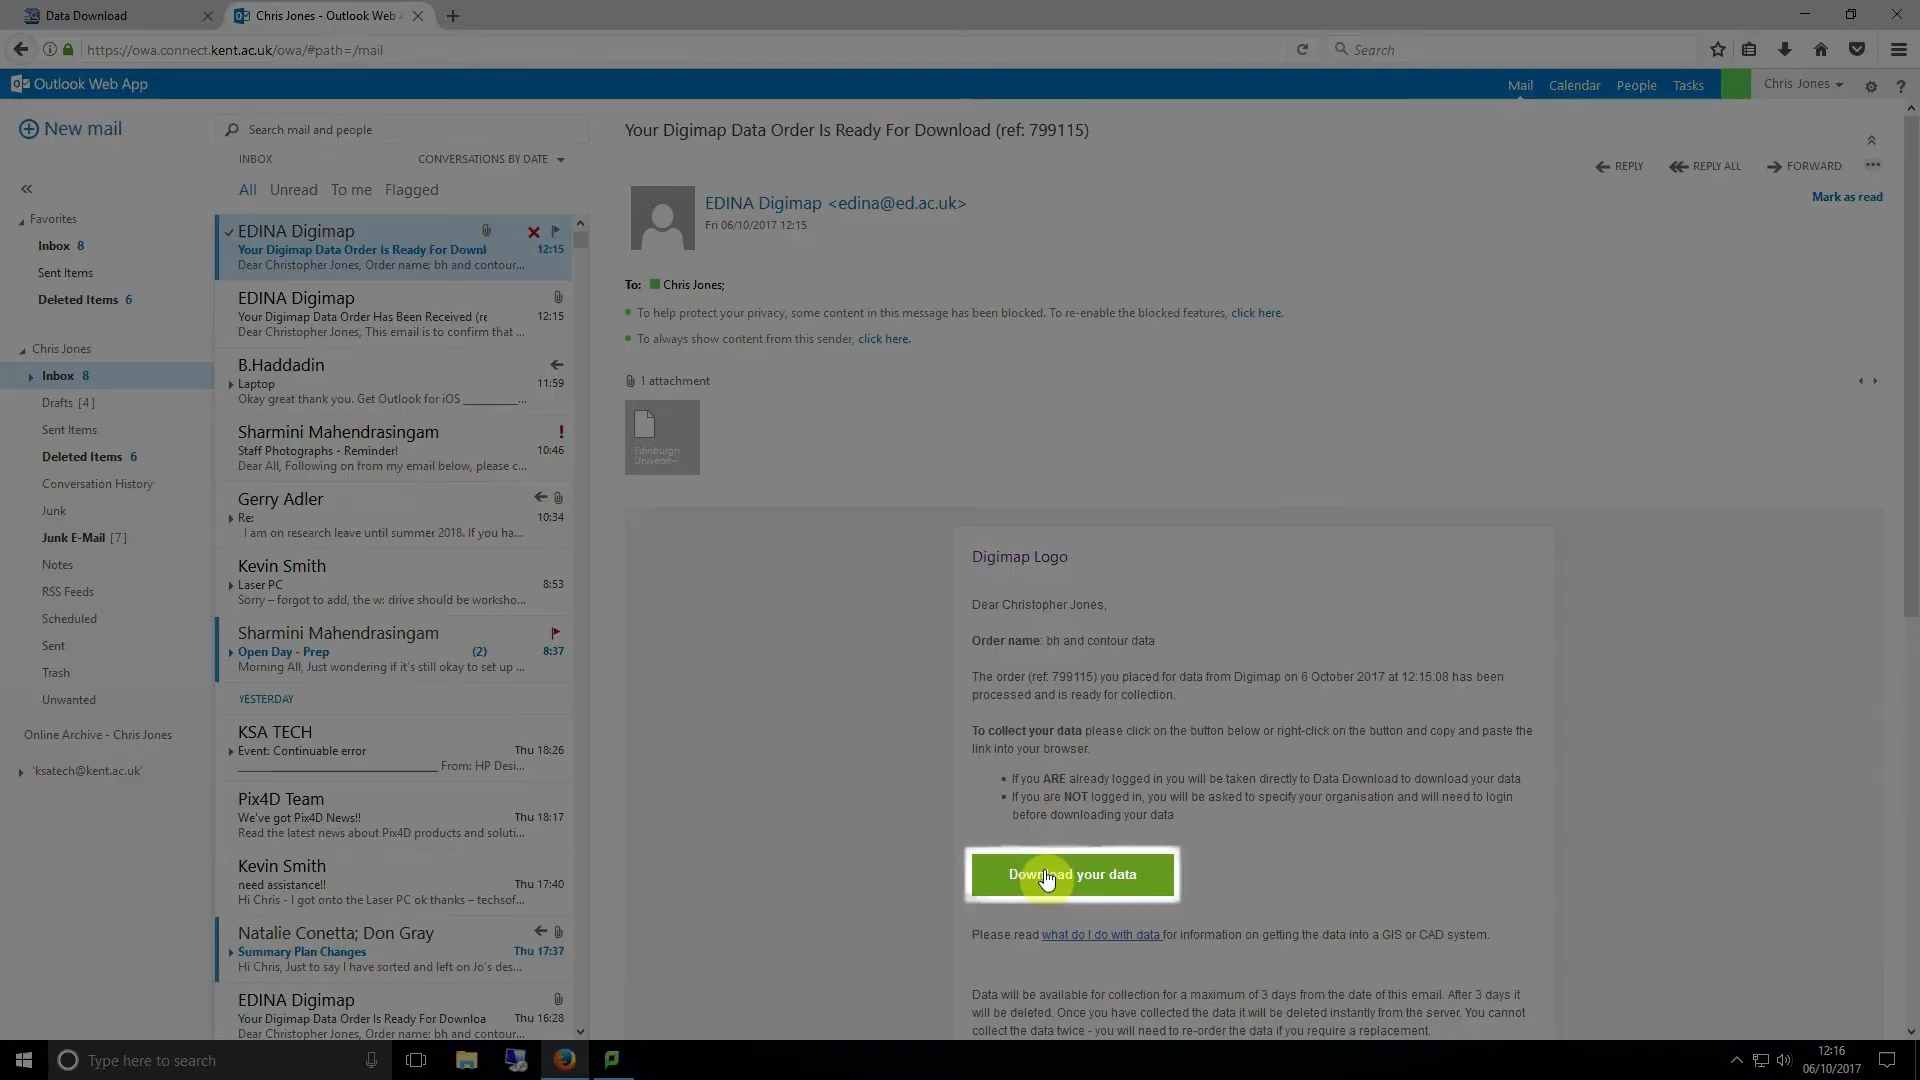 Data Download
Chris Jones - Outlook Web A
https://owa.connect.kent.ac.uk/owa/#path=/mail
Search
Outlook Web App
Mail Calendar People Tasks
Chris Jones
?
New mail
Search mail and people
INBOX
CONVERSATIONS BY DATE
All Unread To me Flagged
Favorites
Inbox 8
Sent Items
Deleted Items 6
Chris Jones
Inbox 8
Drafts [4]
Sent Items
Deleted Items 6
Conversation History
Junk
Junk E-Mail [7]
Notes
RSS Feeds
Scheduled
Sent
Trash
Unwanted
Online Archive - Chris Jones
'ksatech@kent.ac.uk'
EDINA Digimap
Your Digimap Data Order Is Ready For Downl 12:15
Dear Christopher Jones, Order name: bh and contour...
EDINA Digimap
Your Digimap Data Order Has Been Received (re 12:15
Dear Christopher Jones, This email is to confirm that ...
B.Haddadin
Laptop 11:59
Okay great thank you. Get Outlook for iOS __________...
Sharmini Mahendrasingam !
Staff Photographs - Reminder! 10:46
Dear All, Following on from my email below, please c...
Gerry Adler
Re: 10:34
I am on research leave until summer 2018. If you ha...
Kevin Smith
Laser PC 8:53
Sorry – forgot to add, the w: drive should be worksho...
Sharmini Mahendrasingam
Open Day - Prep (2) 8:37
Morning All, Just wondering if it's still okay to set up ...
YESTERDAY
KSA TECH
Event: Continuable error Thu 18:26
________________________________ From: HP Desi...
Pix4D Team
We've got Pix4D News!! Thu 18:17
Read the latest news about Pix4D products and soluti...
Kevin Smith
need assistance!! Thu 17:40
Hi Chris - I got onto the Laser PC ok thanks – techsof...
Natalie Conetta; Don Gray
Summary Plan Changes Thu 17:37
Hi Chris, Just to say I have sorted and left on Jo's des...
EDINA Digimap
Your Digimap Data Order Is Ready For Downloa Thu 16:28
Dear Christopher Jones, Order name: bh and contour...
Your Digimap Data Order Is Ready For Download (ref: 799115)
REPLY REPLY ALL FORWARD ...
Mark as read
EDINA Digimap <edina@ed.ac.uk>
Fri 06/10/2017 12:15
To: Chris Jones;
To help protect your privacy, some content in this message has been blocked. To re-enable the blocked features, click here.
To always show content from this sender, click here.
1 attachment
Edinburgh
Universit~
Digimap Logo
Dear Christopher Jones,
Order name: bh and contour data
The order (ref: 799115) you placed for data from Digimap on 6 October 2017 at 12:15:08 has been
processed and is ready for collection.
To collect your data please click on the button below or right-click on the button and copy and paste the
link into your browser.
• If you ARE already logged in you will be taken directly to Data Download to download your data
• If you are NOT logged in, you will be asked to specify your organisation and will need to login
before downloading your data
Download your data
Please read what do I do with data for information on getting the data into a GIS or CAD system.
Data will be available for collection for a maximum of 3 days from the date of this email. After 3 days it
will be deleted. Once you have collected the data it will be deleted instantly from the server. You cannot
collect the data twice - you will need to re-order the data if you require a replacement.
Type here to search
12:16
06/10/2017